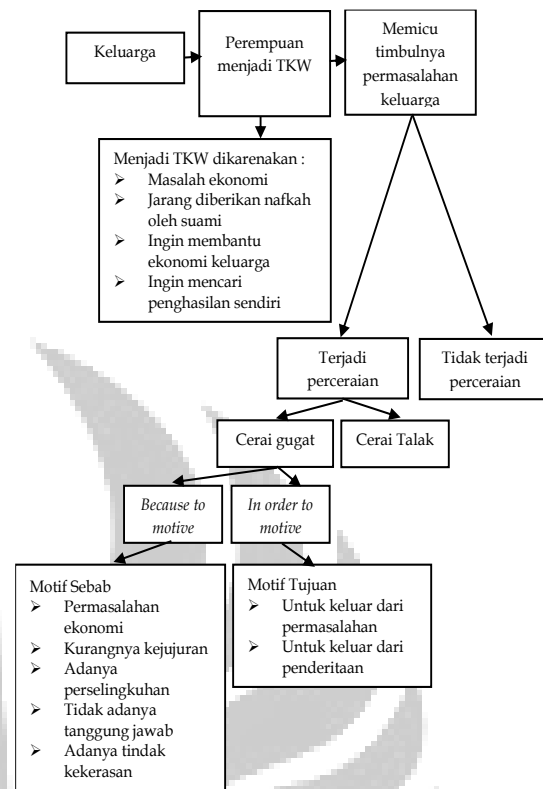 Keluarga
Perempuan
menjadi TKW
Memicu
timbulnya
permasalahan
keluarga
Menjadi TKW dikarenakan :
➢ Masalah ekonomi
➢ Jarang diberikan nafkah
oleh suami
➢ Ingin membantu
ekonomi keluarga
➢ Ingin mencari
penghasilan sendiri
Terjadi
perceraian
Tidak terjadi
perceraian
Cerai gugat
Cerai Talak
Because to
motive
In order to
motive
Motif Sebab
➢ Permasalahan
ekonomi
➢ Kurangnya kejujuran
➢ Adanya
perselingkuhan
➢ Tidak adanya
tanggung jawab
➢ Adanya tindak
kekerasan
Motif Tujuan
➢ Untuk keluar dari
permasalahan
➢ Untuk keluar dari
penderitaan